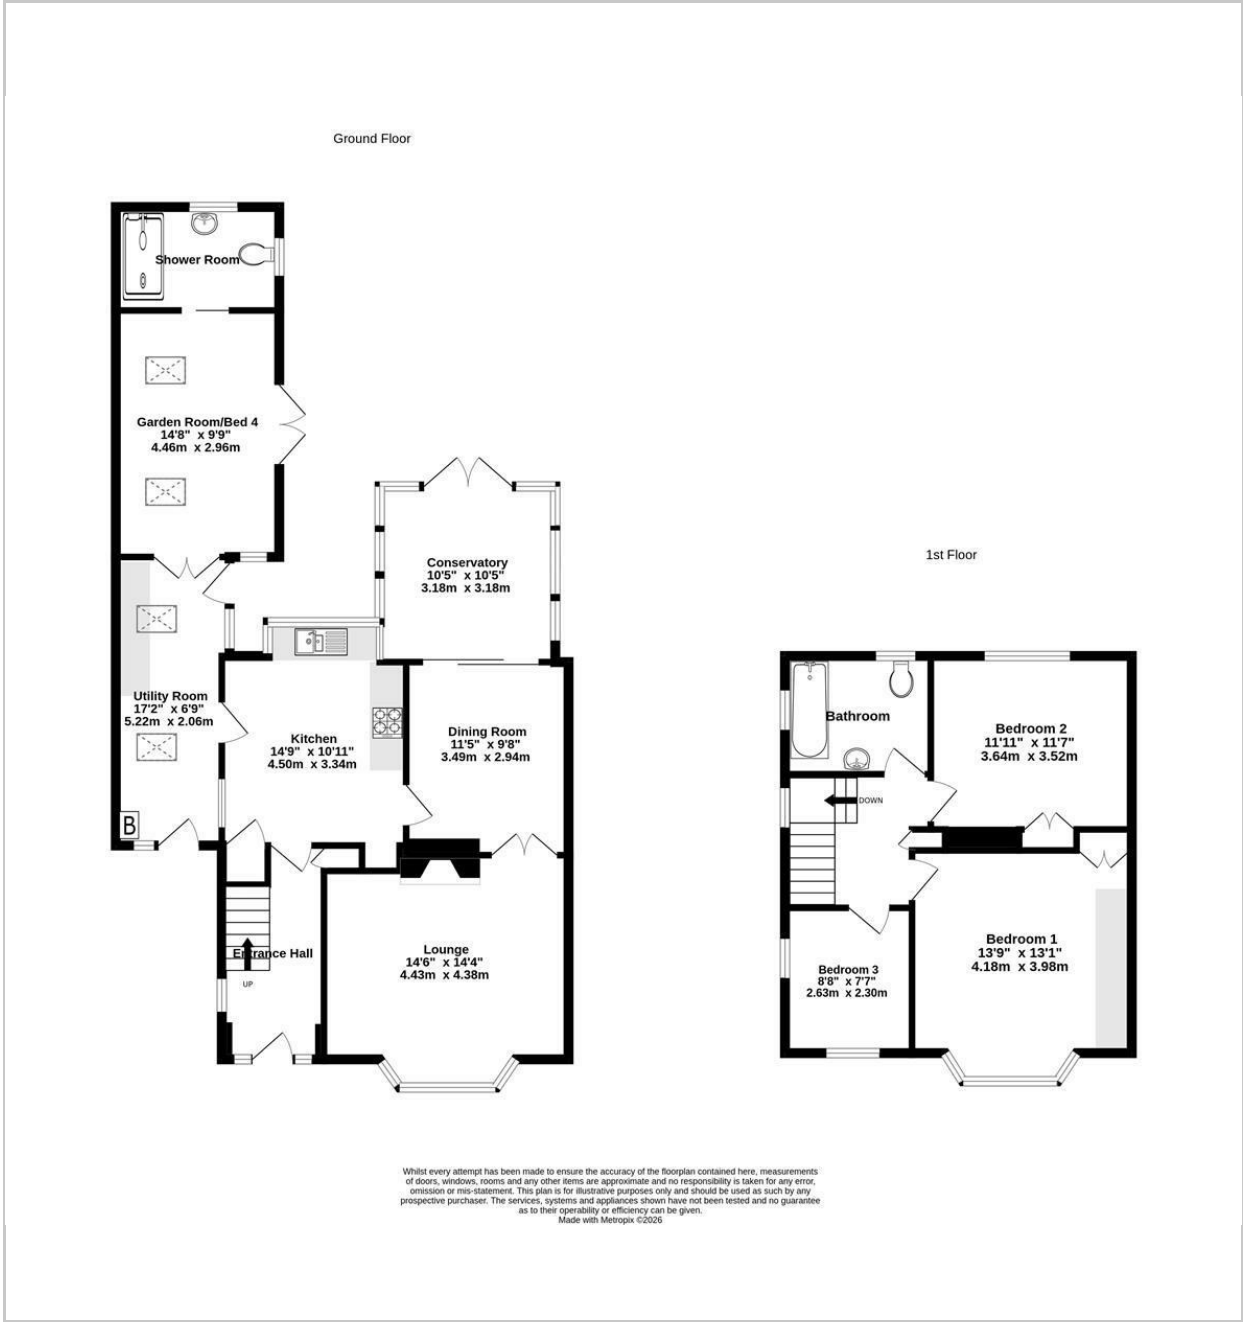 Ground Floor
Shower Room
Garden Room/Bed 4
14'8" x 9'9"
4.46m x 2.96m
Conservatory
10'5" x 10'5"
3.18m x 3.18m
Utility Room
17'2" x 6'9"
5.22m x 2.06m
Kitchen
14'9" x 10'11"
4.50m x 3.34m
Dining Room
11'5" x 9'8"
3.49m x 2.94m
B
Entrance Hall
UP
Lounge
14'6" x 14'4"
4.43m x 4.38m
1st Floor
Bathroom
Bedroom 2
11'11" x 11'7"
3.64m x 3.52m
DOWN
Bedroom 1
13'9" x 13'1"
4.18m x 3.98m
Bedroom 3
8'8" x 7'7"
2.63m x 2.30m
Whilst every attempt has been made to ensure the accuracy of the floorplan contained here, measurements
of doors, windows, rooms and any other items are approximate and no responsibility is taken for any error,
omission or mis-statement. This plan is for illustrative purposes only and should be used as such by any
prospective purchaser. The services, systems and appliances shown have not been tested and no guarantee
as to their operability or efficiency can be given.
Made with Metropix ©2026